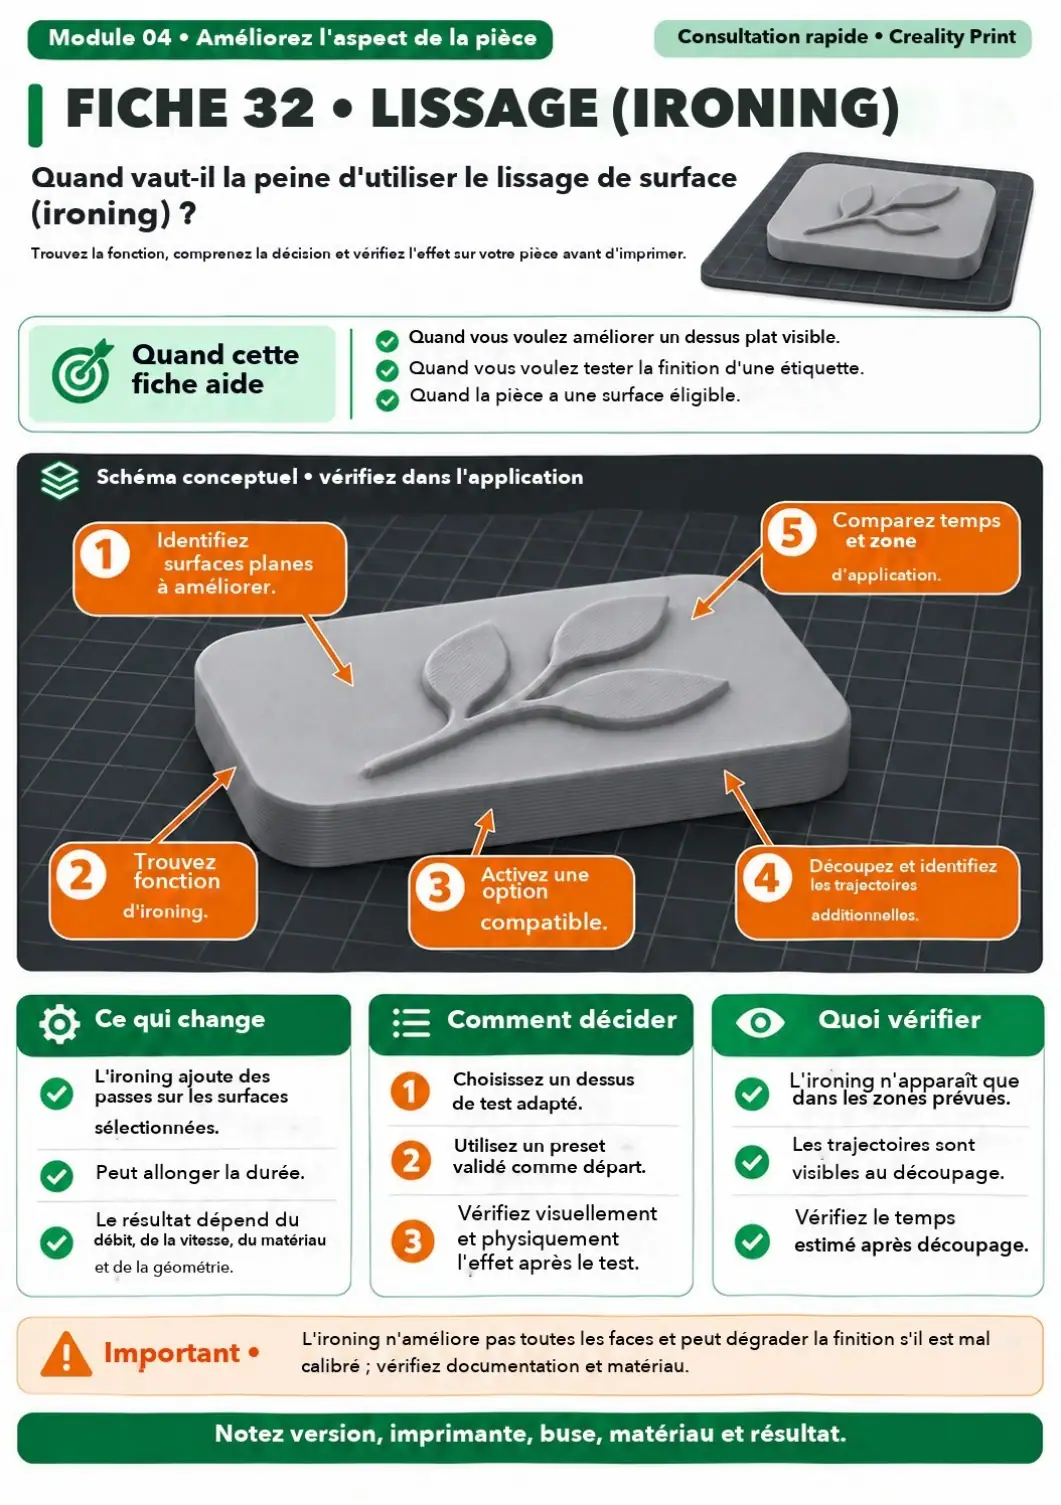 Module 04 • Améliorez l'aspect de la pièce
Consultation rapide • Creality Print
FICHE 32 • LISSAGE (IRONING)
Quand vaut-il la peine d'utiliser le lissage de surface
(ironing) ?
Trouvez la fonction, comprenez la décision et vérifiez l'effet sur votre pièce avant d'imprimer.
Quand cette
fiche aide
Quand vous voulez améliorer un dessus plat visible.
Quand vous voulez tester la finition d'une étiquette.
Quand la pièce a une surface éligible.
Schéma conceptuel • vérifiez dans l'application
1
Identifiez
surfaces planes
à améliorer.
5
Comparez temps
et zone
d'application.
2
Trouvez
fonction
d'ironing.
3
Activez une
option
compatible.
4
Découpez et identifiez
les trajectoires
additionnelles.
Ce qui change
L'ironing ajoute des
passes sur les surfaces
sélectionnées.
Peut allonger la durée.
Le résultat dépend du
débit, de la vitesse, du matériau
et de la géométrie.
Comment décider
1
Choisissez un dessus
de test adapté.
2
Utilisez un preset
validé comme départ.
3
Vérifiez visuellement
et physiquement
l'effet après le test.
Quoi vérifier
L'ironing n'apparaît que
dans les zones prévues.
Les trajectoires sont
visibles au découpage.
Vérifiez le temps
estimé après découpage.
Important •
L'ironing n'améliore pas toutes les faces et peut dégrader la finition s'il est mal
calibré ; vérifiez documentation et matériau.
Notez version, imprimante, buse, matériau et résultat.